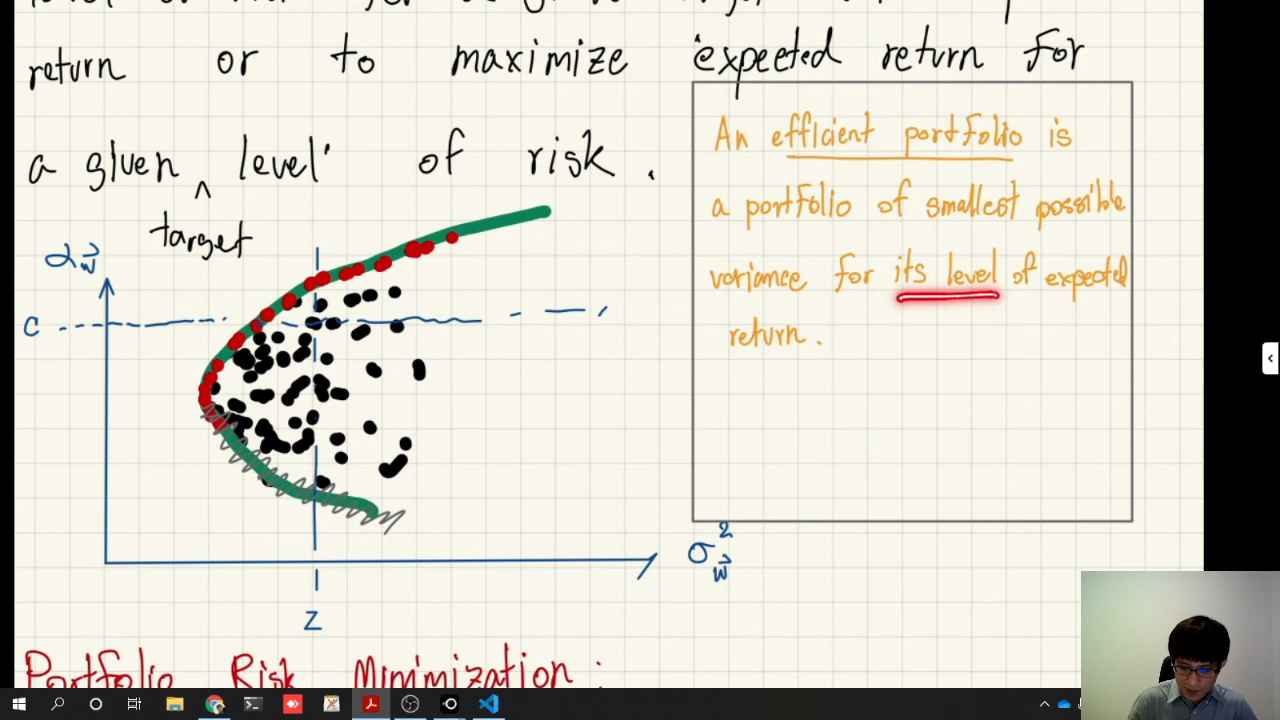 return or to maximize expected return for
a given ^ level of risk.
target
α w⃗
C
z
σ² w⃗
An efficient portfolio is
a portfolio of smallest possible
variance for its level of expected
return.
Portfolio Risk Minimization: